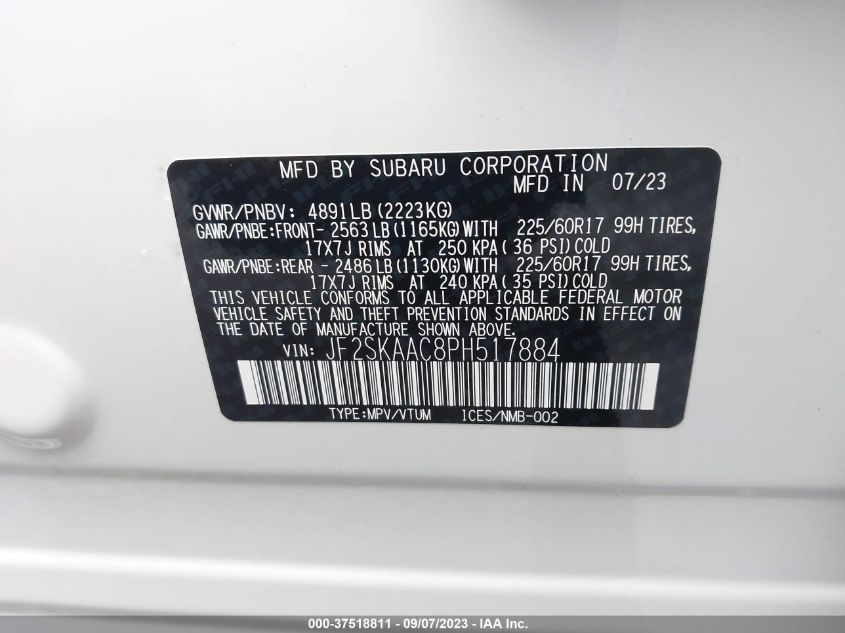 MFD BY SUBARU CORPORATION
MFD IN 07/23
GVWR/PNBV: 4891LB (2223KG)
GAWR/PNBE:FRONT- 2563 LB (1165KG) WITH 225/60R17 99H TIRES,
17X7J RIMS AT 250 KPA ( 36 PSI) COLD
GAWR/PNBE:REAR - 2486 LB (1130KG) WITH 225/60R17 99H TIRES,
17X7J RIMS AT 240 KPA ( 35 PSI) COLD
THIS VEHICLE CONFORMS TO ALL APPLICABLE FEDERAL MOTOR
VEHICLE SAFETY AND THEFT PREVENTION STANDARDS IN EFFECT ON
THE DATE OF MANUFACTURE SHOWN ABOVE.
VIN: JF2SKAAC8PH517884
TYPE:MPV/VTUM ICES/NMB-002
000-37518811 - 09/07/2023 - IAA Inc.